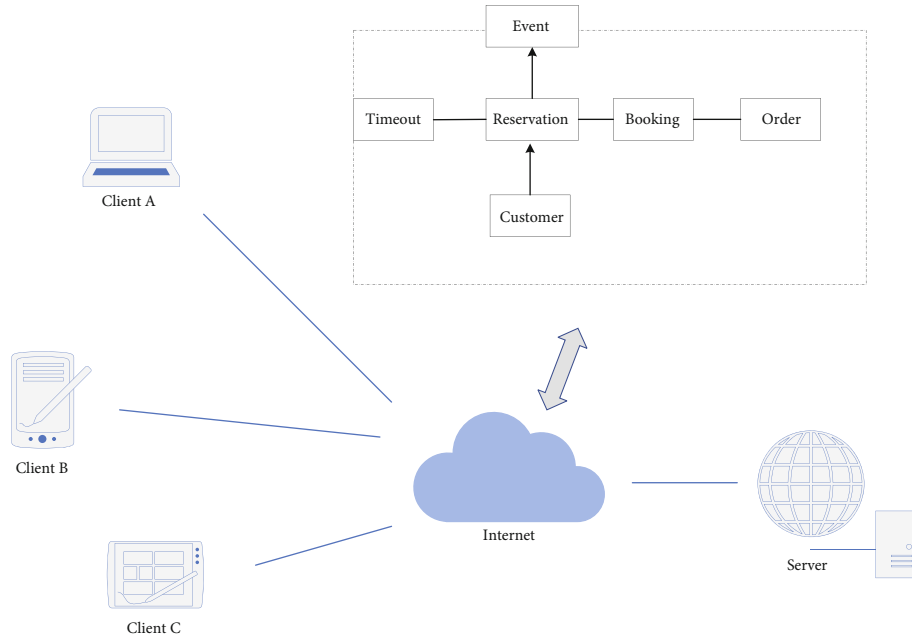 Event
Timeout
Reservation
Booking
Order
Client A
Customer
Client B
Internet
Server
Client C